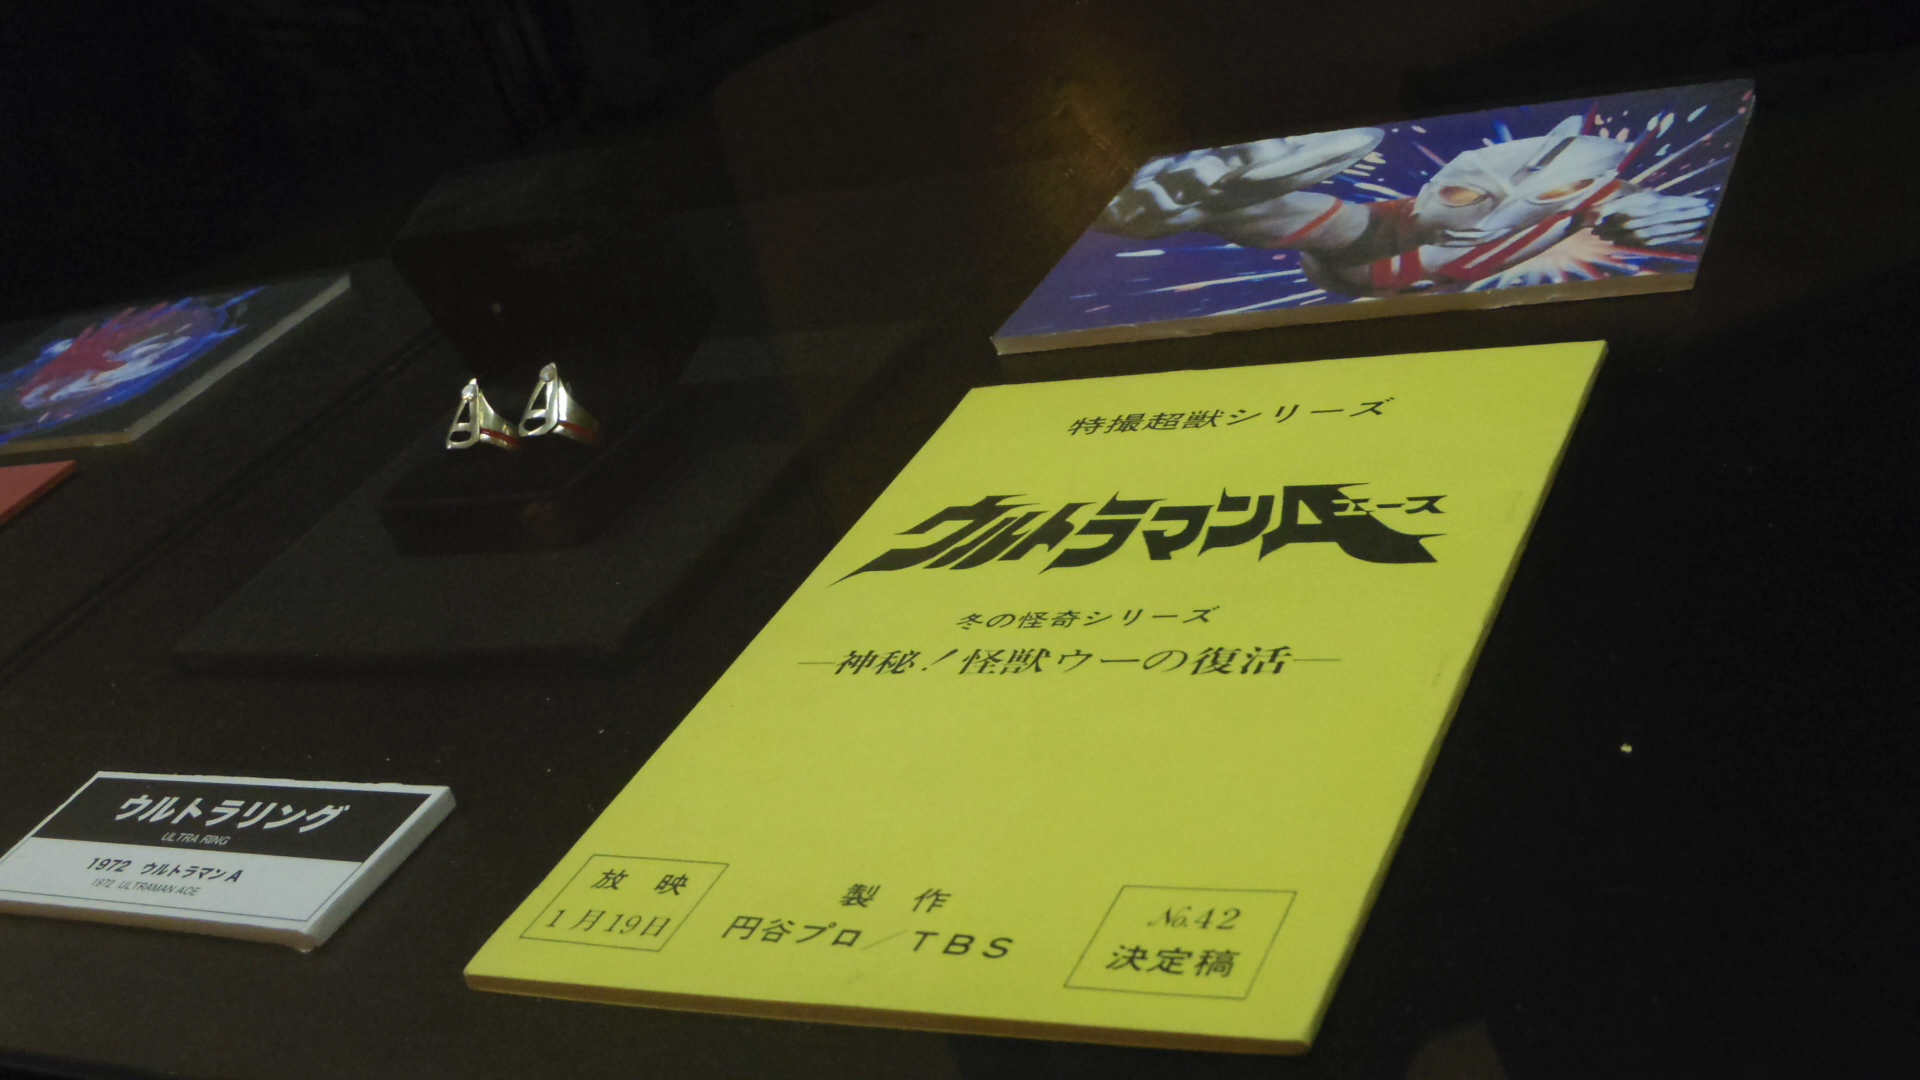 特撮超獣シリーズ
ウルトラマンAエース
冬の怪奇シリーズ
―神秘!怪獣ウーの復活―
放映
1月19日
製作
円谷プロ/TBS
No.42
決定稿
ウルトラリング
ULTRA RING
1972 ウルトラマンA
1972 ULTRAMAN ACE